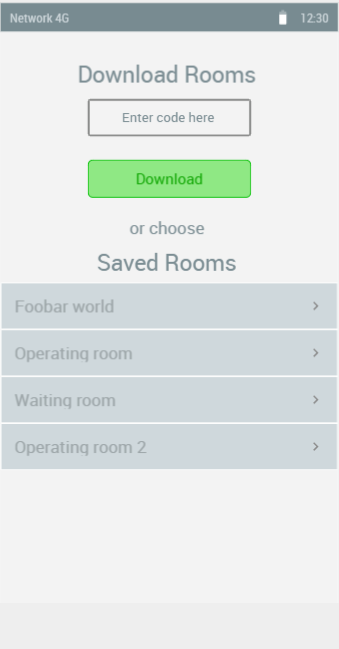 Network 4G 12:30
Download Rooms
Enter code here
Download
or choose
Saved Rooms
Foobar world
Operating room
Waiting room
Operating room 2